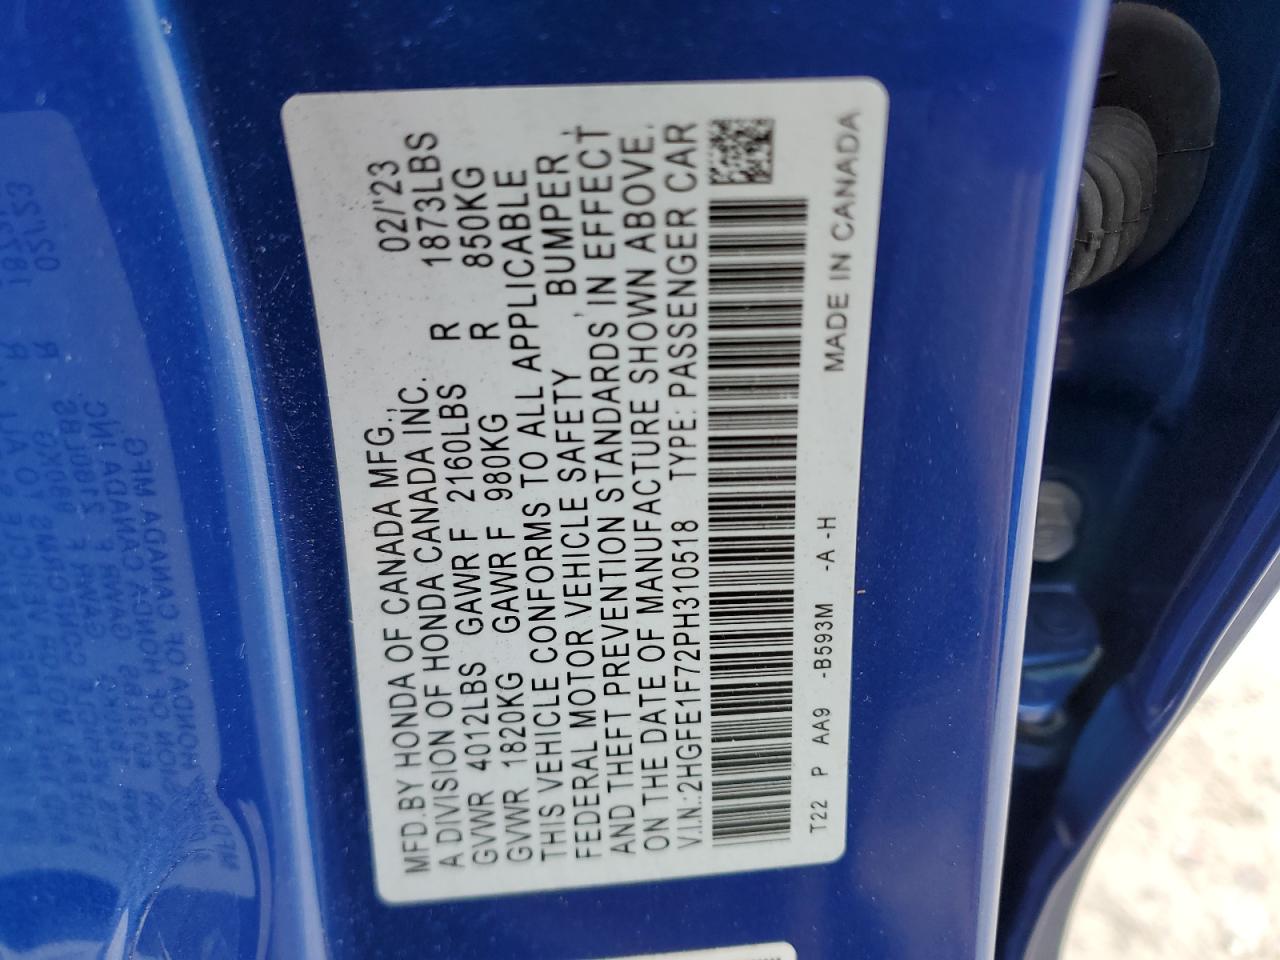 MFD.BY HONDA OF CANADA MFG., 02/'23
A DIVISION OF HONDA CANADA INC.
GVWR 4012LBS GAWR F 2160LBS R 1873LBS
GVWR 1820KG GAWR F 980KG R 850KG
THIS VEHICLE CONFORMS TO ALL APPLICABLE
FEDERAL MOTOR VEHICLE SAFETY, BUMPER,
AND THEFT PREVENTION STANDARDS IN EFFECT
ON THE DATE OF MANUFACTURE SHOWN ABOVE.
V.I.N.:2HGFE1F72PH310518 TYPE: PASSENGER CAR
T22 P AA9 -B593M -A -H
MADE IN CANADA